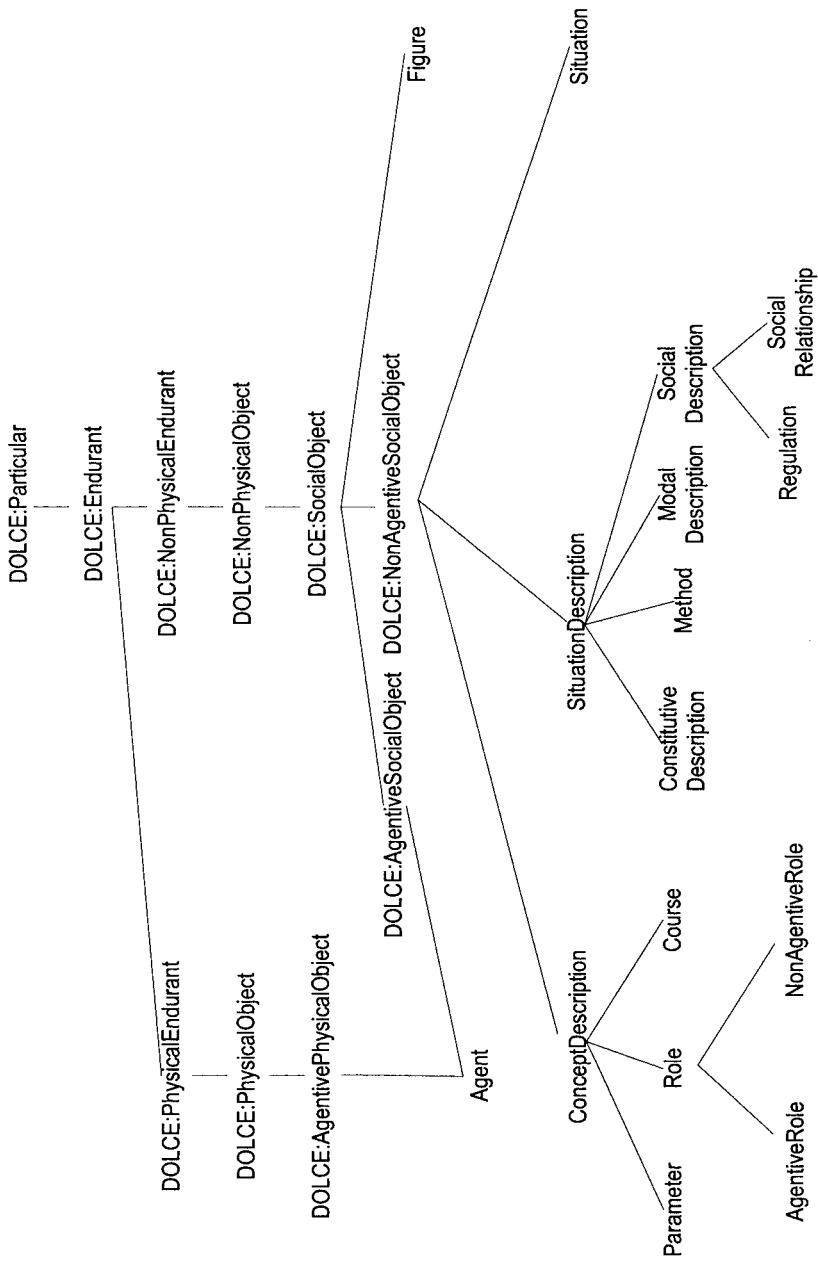 DOLCE:Particular
DOLCE:Endurant
DOLCE:PhysicalEndurant
DOLCE:NonPhysicalEndurant
DOLCE:PhysicalObject
DOLCE:NonPhysicalObject
DOLCE:AgentivePhysicalObject
DOLCE:SocialObject
DOLCE:AgentiveSocialObject
DOLCE:NonAgentiveSocialObject
Figure
Agent
ConceptDescription
SituationDescription
Situation
Parameter
Role
Course
Constitutive
Description
Method
Modal
Description
Social
Description
AgentiveRole
NonAgentiveRole
Regulation
Social
Relationship